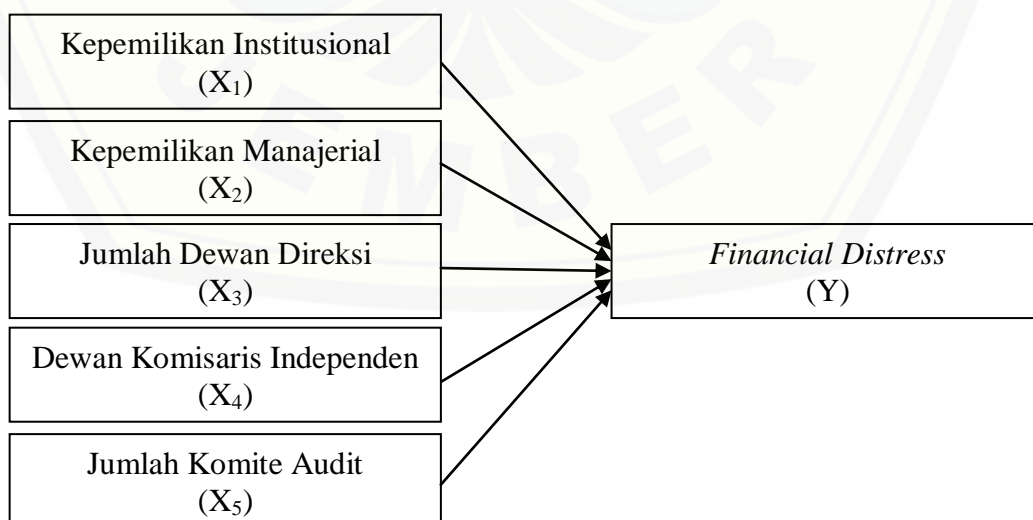 Kepemilikan Institusional
(X₁)
Kepemilikan Manajerial
(X₂)
Jumlah Dewan Direksi
(X₃)
Dewan Komisaris Independen
(X₄)
Jumlah Komite Audit
(X₅)
Financial Distress
(Y)
EMBER